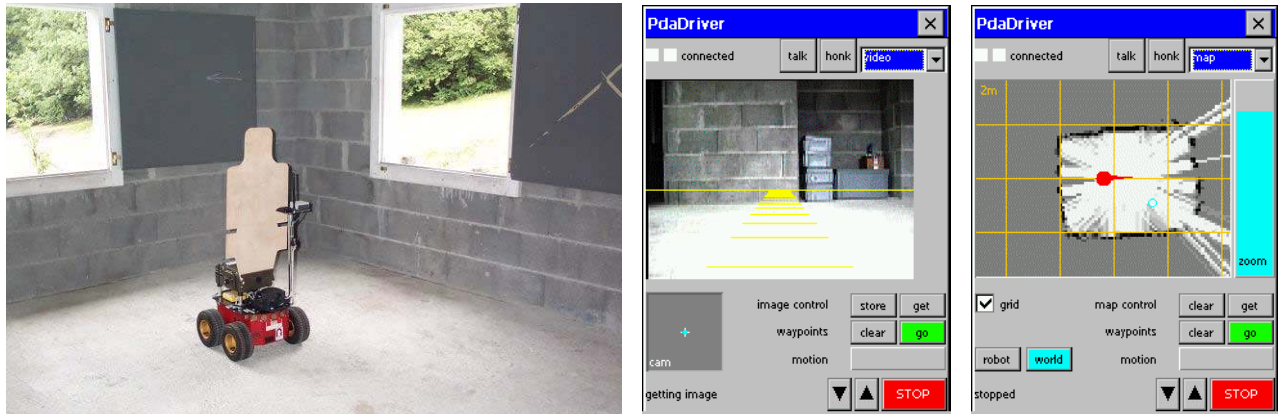 PdaDriver
connected talk honk video
image control store get
waypoints clear go
cam motion
getting image STOP
PdaDriver
connected talk honk map
2m
zoom
grid map control clear get
waypoints clear go
robot world motion
stopped STOP